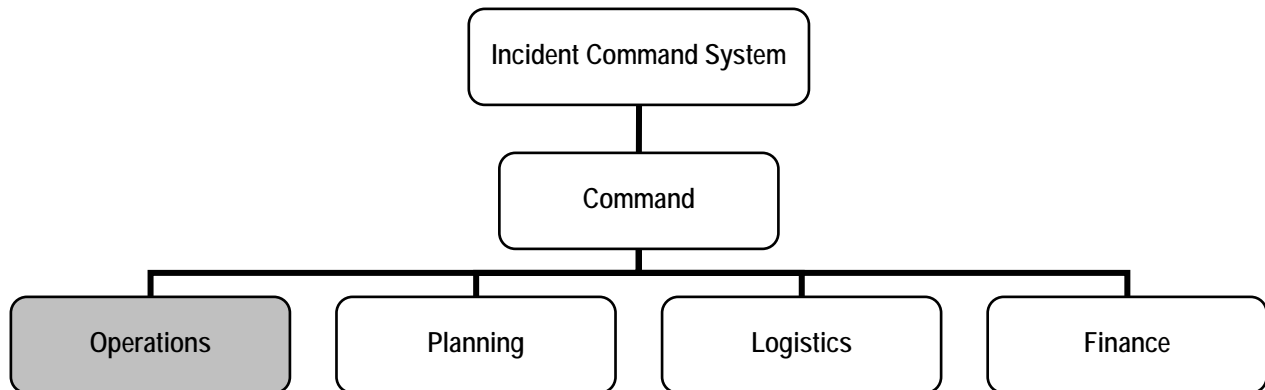 Incident Command System
Command
Operations
Planning
Logistics
Finance